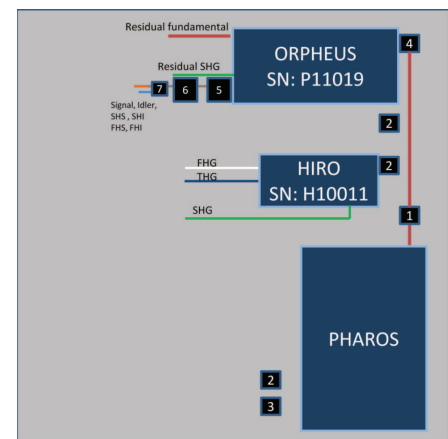 Residual fundamental
ORPHEUS
SN: P11019
4
Residual SHG
7
6
5
Signal, Idler,
SHS , SHI
FHS, FHI
2
FHG
THG
HIRO
SN: H10011
2
SHG
1
PHAROS
2
3